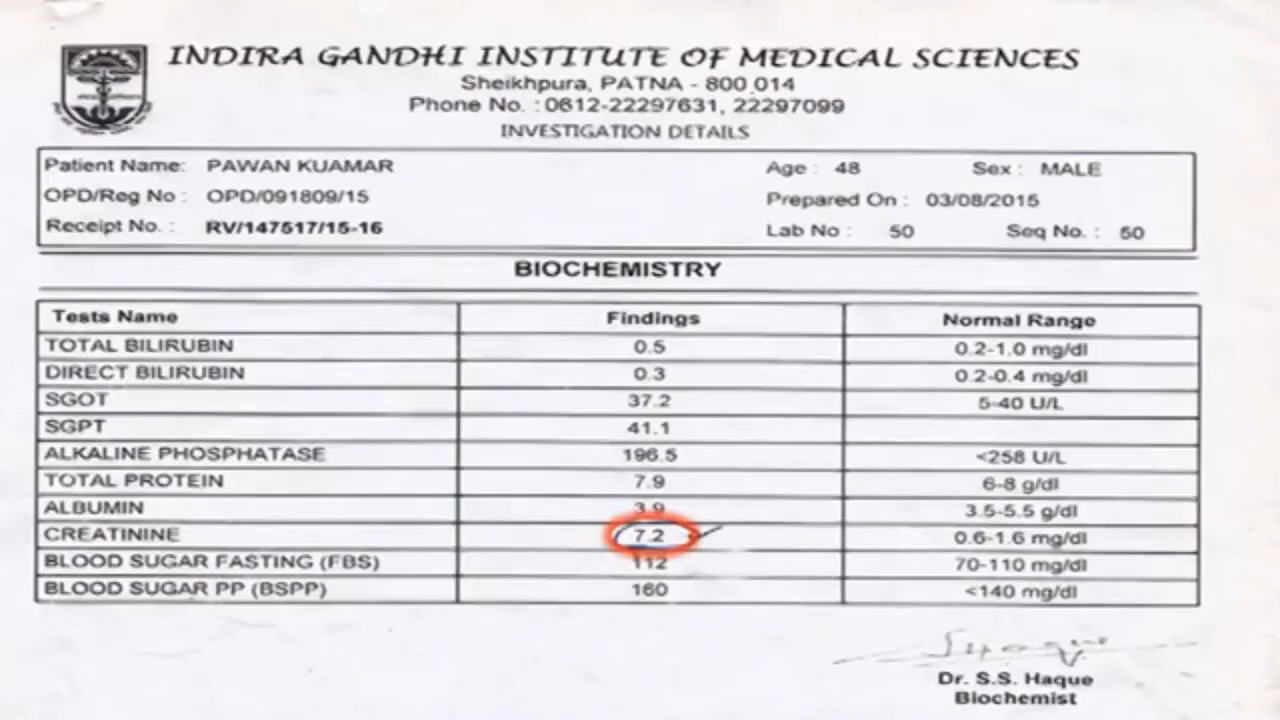 INDIRA GANDHI INSTITUTE OF MEDICAL SCIENCES
Sheikhpura, PATNA - 800 014
Phone No. : 0612-22297631, 22297099
INVESTIGATION DETAILS
Patient Name: PAWAN KUAMAR Age : 48 Sex : MALE
OPD/Reg No : OPD/091809/15 Prepared On : 03/08/2015
Receipt No. : RV/147517/15-16 Lab No : 50 Seq No. : 50
BIOCHEMISTRY
Tests Name Findings Normal Range
TOTAL BILIRUBIN 0.5 0.2-1.0 mg/dl
DIRECT BILIRUBIN 0.3 0.2-0.4 mg/dl
SGOT 37.2 5-40 U/L
SGPT 41.1
ALKALINE PHOSPHATASE 196.5 <258 U/L
TOTAL PROTEIN 7.9 6-8 g/dl
ALBUMIN 3.9 3.5-5.5 g/dl
CREATININE 7.2 0.6-1.6 mg/dl
BLOOD SUGAR FASTING (FBS) 112 70-110 mg/dl
BLOOD SUGAR PP (BSPP) 160 <140 mg/dl
Dr. S.S. Haque
Biochemist